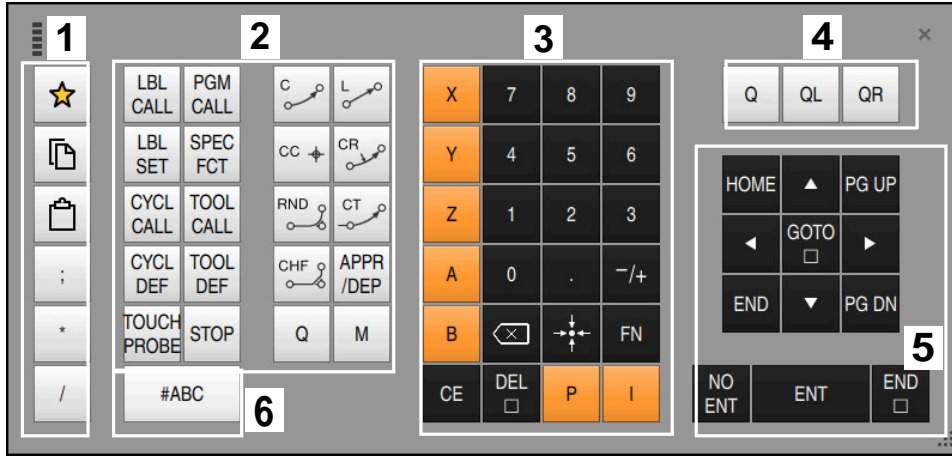 1
2
3
4
LBL CALL
PGM CALL
C
L
X
7
8
9
Q
QL
QR
LBL SET
SPEC FCT
CC
CR
Y
4
5
6
HOME
PG UP
CYCL CALL
TOOL CALL
RND
CT
Z
1
2
3
GOTO
;
CYCL DEF
TOOL DEF
CHF
APPR /DEP
A
0
.
-/+
END
PG DN
*
TOUCH PROBE
STOP
Q
M
B
FN
5
/
#ABC
6
CE
DEL
P
I
NO ENT
ENT
END